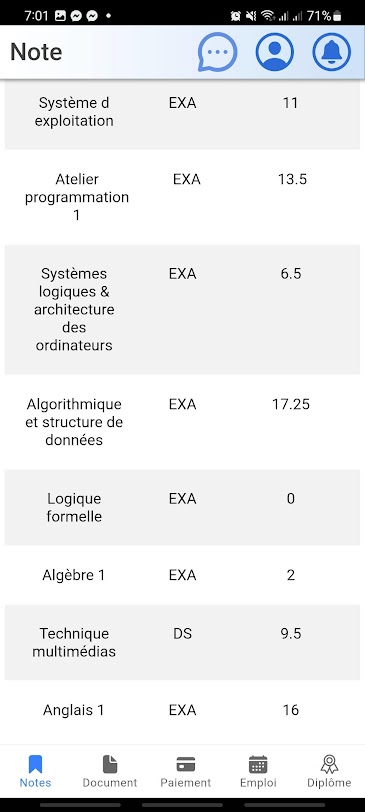 7:01
71%
Note
Système d
exploitation
EXA
11
Atelier
programmation
1
EXA
13.5
Systèmes
logiques &
architecture
des
ordinateurs
EXA
6.5
Algorithmique
et structure de
données
EXA
17.25
Logique
formelle
EXA
0
Algèbre 1
EXA
2
Technique
multimédias
DS
9.5
Anglais 1
EXA
16
Notes
Document
Paiement
Emploi
Diplôme